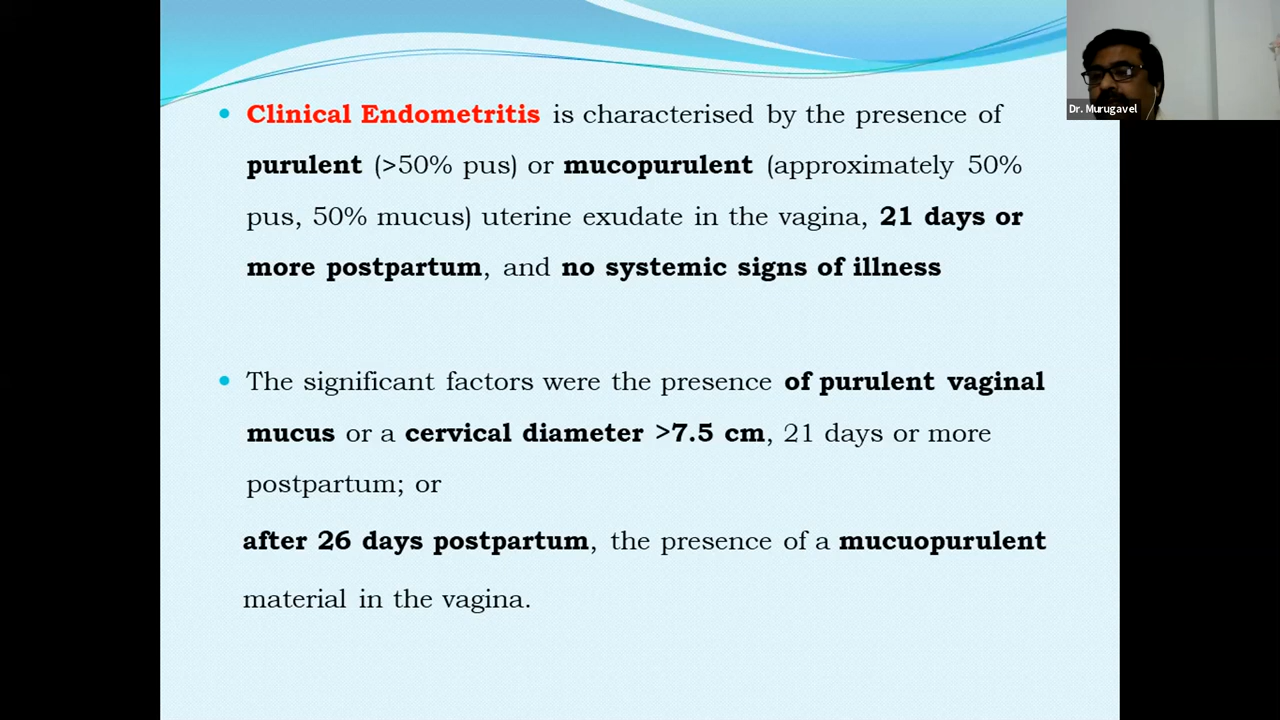 Clinical Endometritis is characterised by the presence of
purulent (>50% pus) or mucopurulent (approximately 50%
pus, 50% mucus) uterine exudate in the vagina, 21 days or
more postpartum, and no systemic signs of illness
The significant factors were the presence of purulent vaginal
mucus or a cervical diameter >7.5 cm, 21 days or more
postpartum; or
after 26 days postpartum, the presence of a mucuopurulent
material in the vagina.
Dr. Murugavel